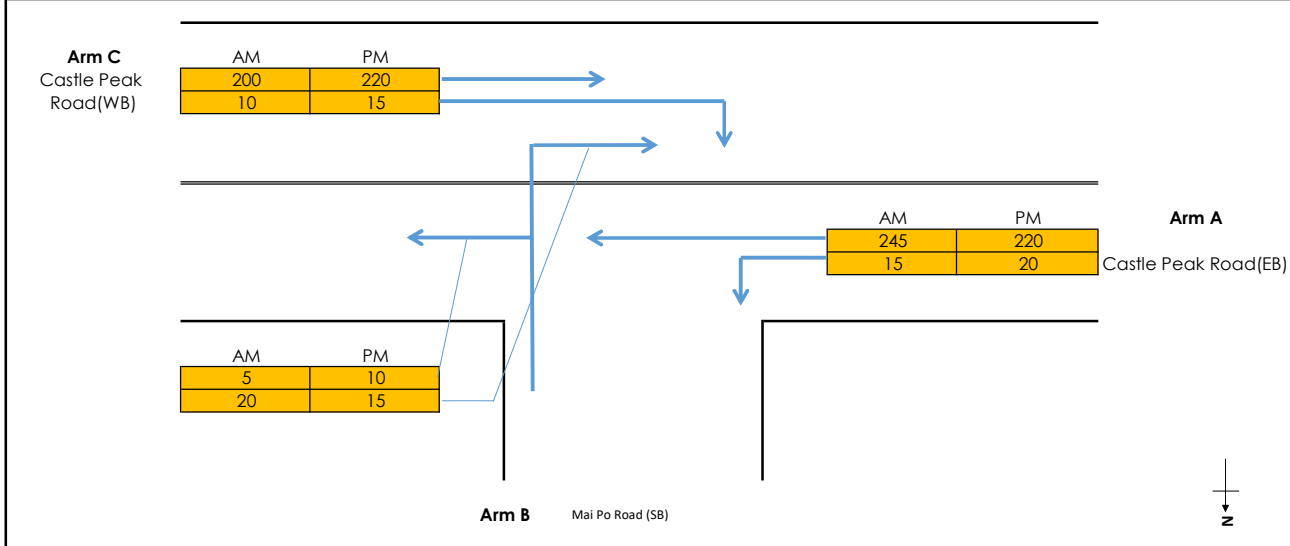 Arm C
Castle Peak
Road(WB)
AM PM
200 220
10 15
AM PM
245 220
15 20
Arm A
Castle Peak Road(EB)
AM PM
5 10
20 15
Arm B Mai Po Road (SB)
N